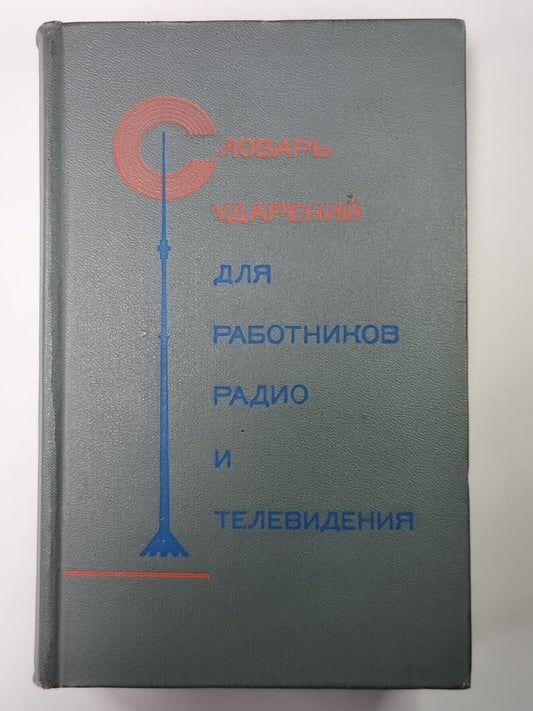 СЛОВАРЬ
УДАРЕНИЙ
ДЛЯ
РАБОТНИКОВ
РАДИО
И
ТЕЛЕВИДЕНИЯ